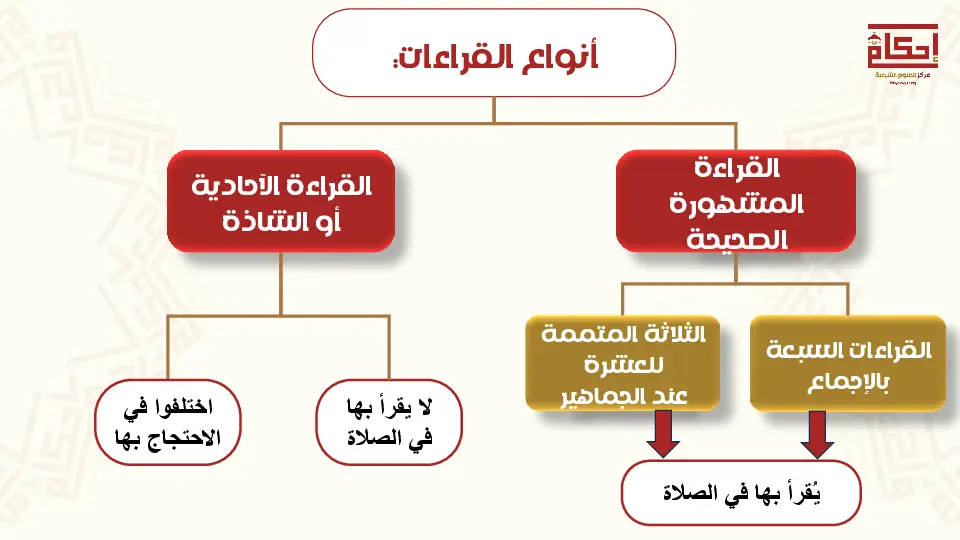 أنواع القراءات:
إحكام
مركز للعلوم الشرعية
القراءة
المشهورة
الصحيحة
القراءة الآحادية
أو الشاذة
القراءات السبعة
بالإجماع
الثلاثة المتممة
للعشرة
عند الجماهير
لا يقرأ بها
في الصلاة
اختلفوا في
الاحتجاج بها
يُقرأ بها في الصلاة